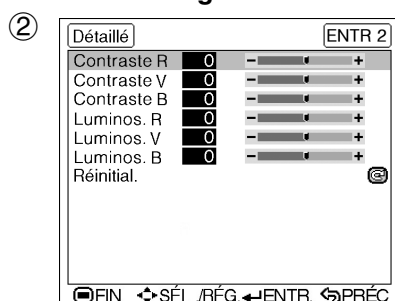 ②
Détaillé ENTR 2
Contraste R 0 - +
Contraste V 0 - +
Contraste B 0 - +
Luminos. R 0 - +
Luminos. V 0 - +
Luminos. B 0 - +
Réinitial.
FIN SÉL./RÉG. ENTR. PRÉC